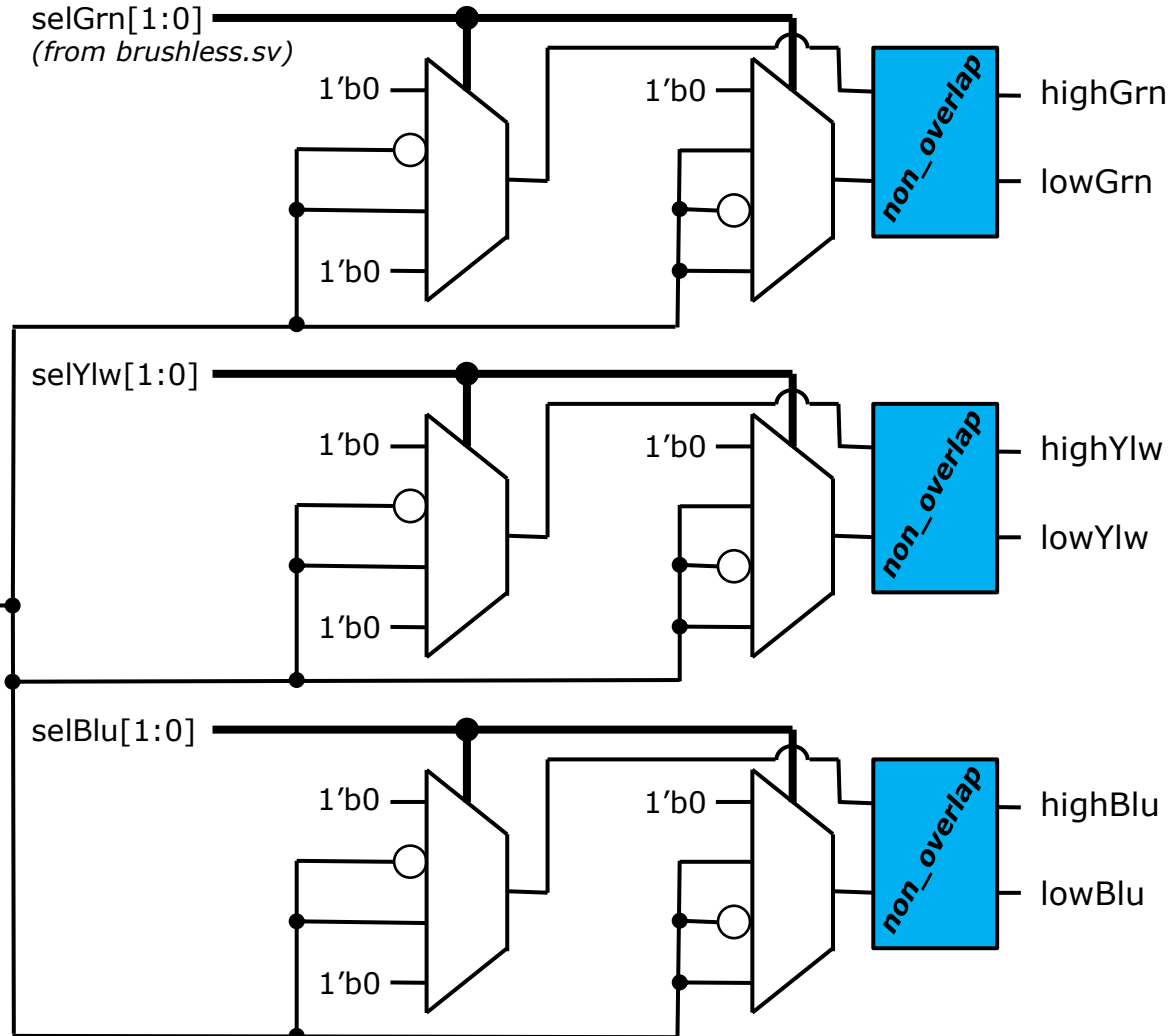 selGrn[1:0]
(from brushless.sv)
1’b0
1’b0
1’b0
non_overlap
highGrn
lowGrn
selYlw[1:0]
1’b0
1’b0
1’b0
non_overlap
highYlw
lowYlw
selBlu[1:0]
1’b0
1’b0
1’b0
non_overlap
highBlu
lowBlu